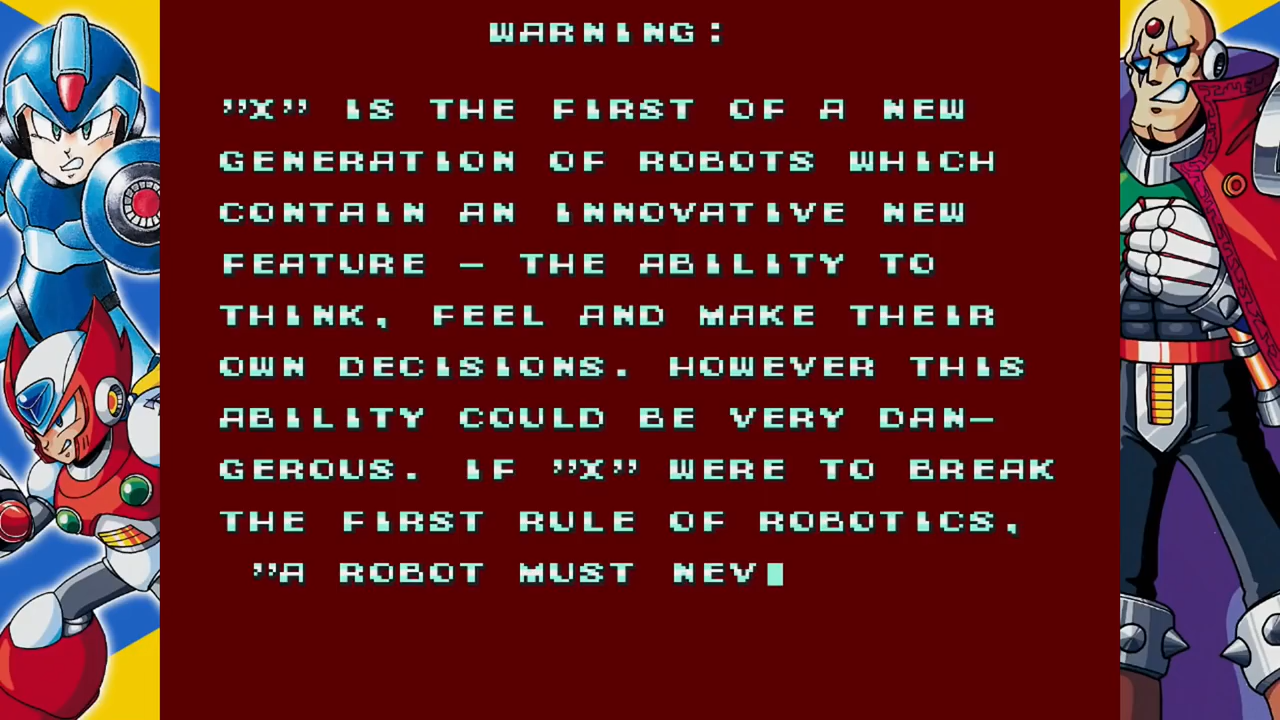 WARNING:
”X” IS THE FIRST OF A NEW
GENERATION OF ROBOTS WHICH
CONTAIN AN INNOVATIVE NEW
FEATURE – THE ABILITY TO
THINK, FEEL AND MAKE THEIR
OWN DECISIONS. HOWEVER THIS
ABILITY COULD BE VERY DAN–
GEROUS. IF ”X” WERE TO BREAK
THE FIRST RULE OF ROBOTICS,
”A ROBOT MUST NEV